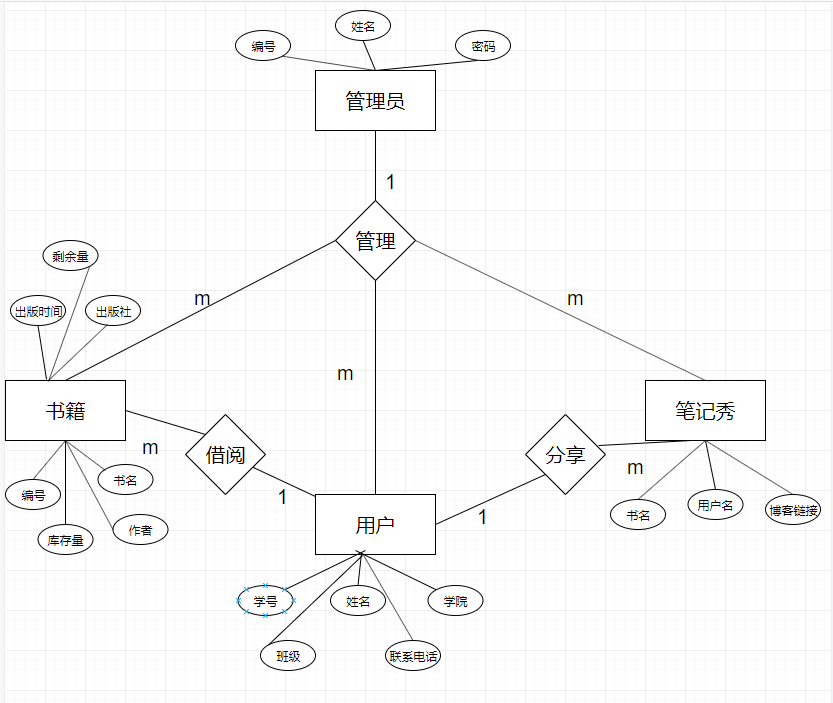 姓名
编号
密码
管理员
1
管理
剩余量
m
m
出版时间
出版社
m
书籍
笔记秀
m
借阅
分享
m
编号
书名
1
用户
1
书名
用户名
博客链接
库存量
作者
学号
姓名
学院
班级
联系电话